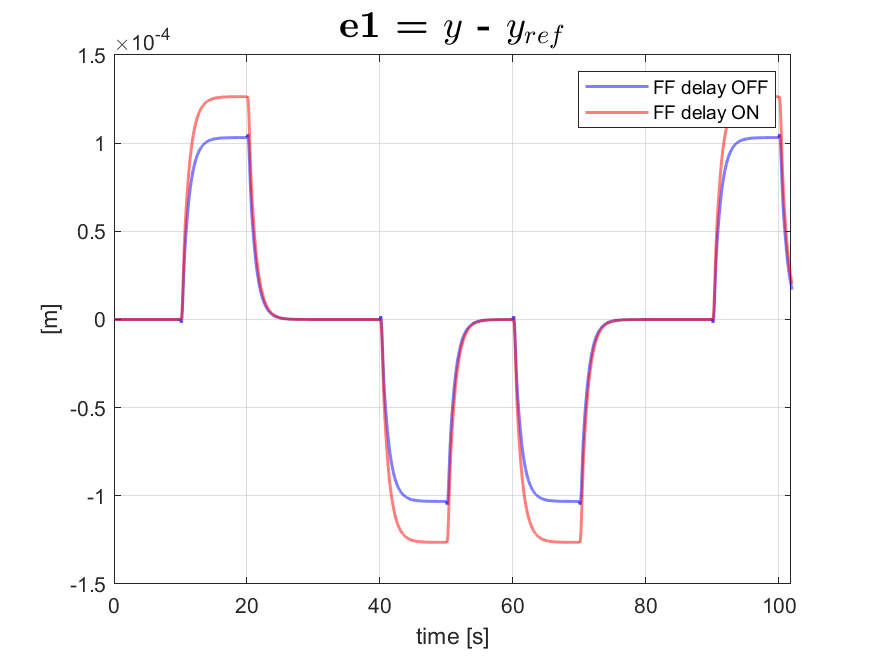 e1 = y - y_ref
×10^-4
FF delay OFF
FF delay ON
1.5
1
0.5
0
-0.5
-1
-1.5
[m]
0 20 40 60 80 100
time [s]